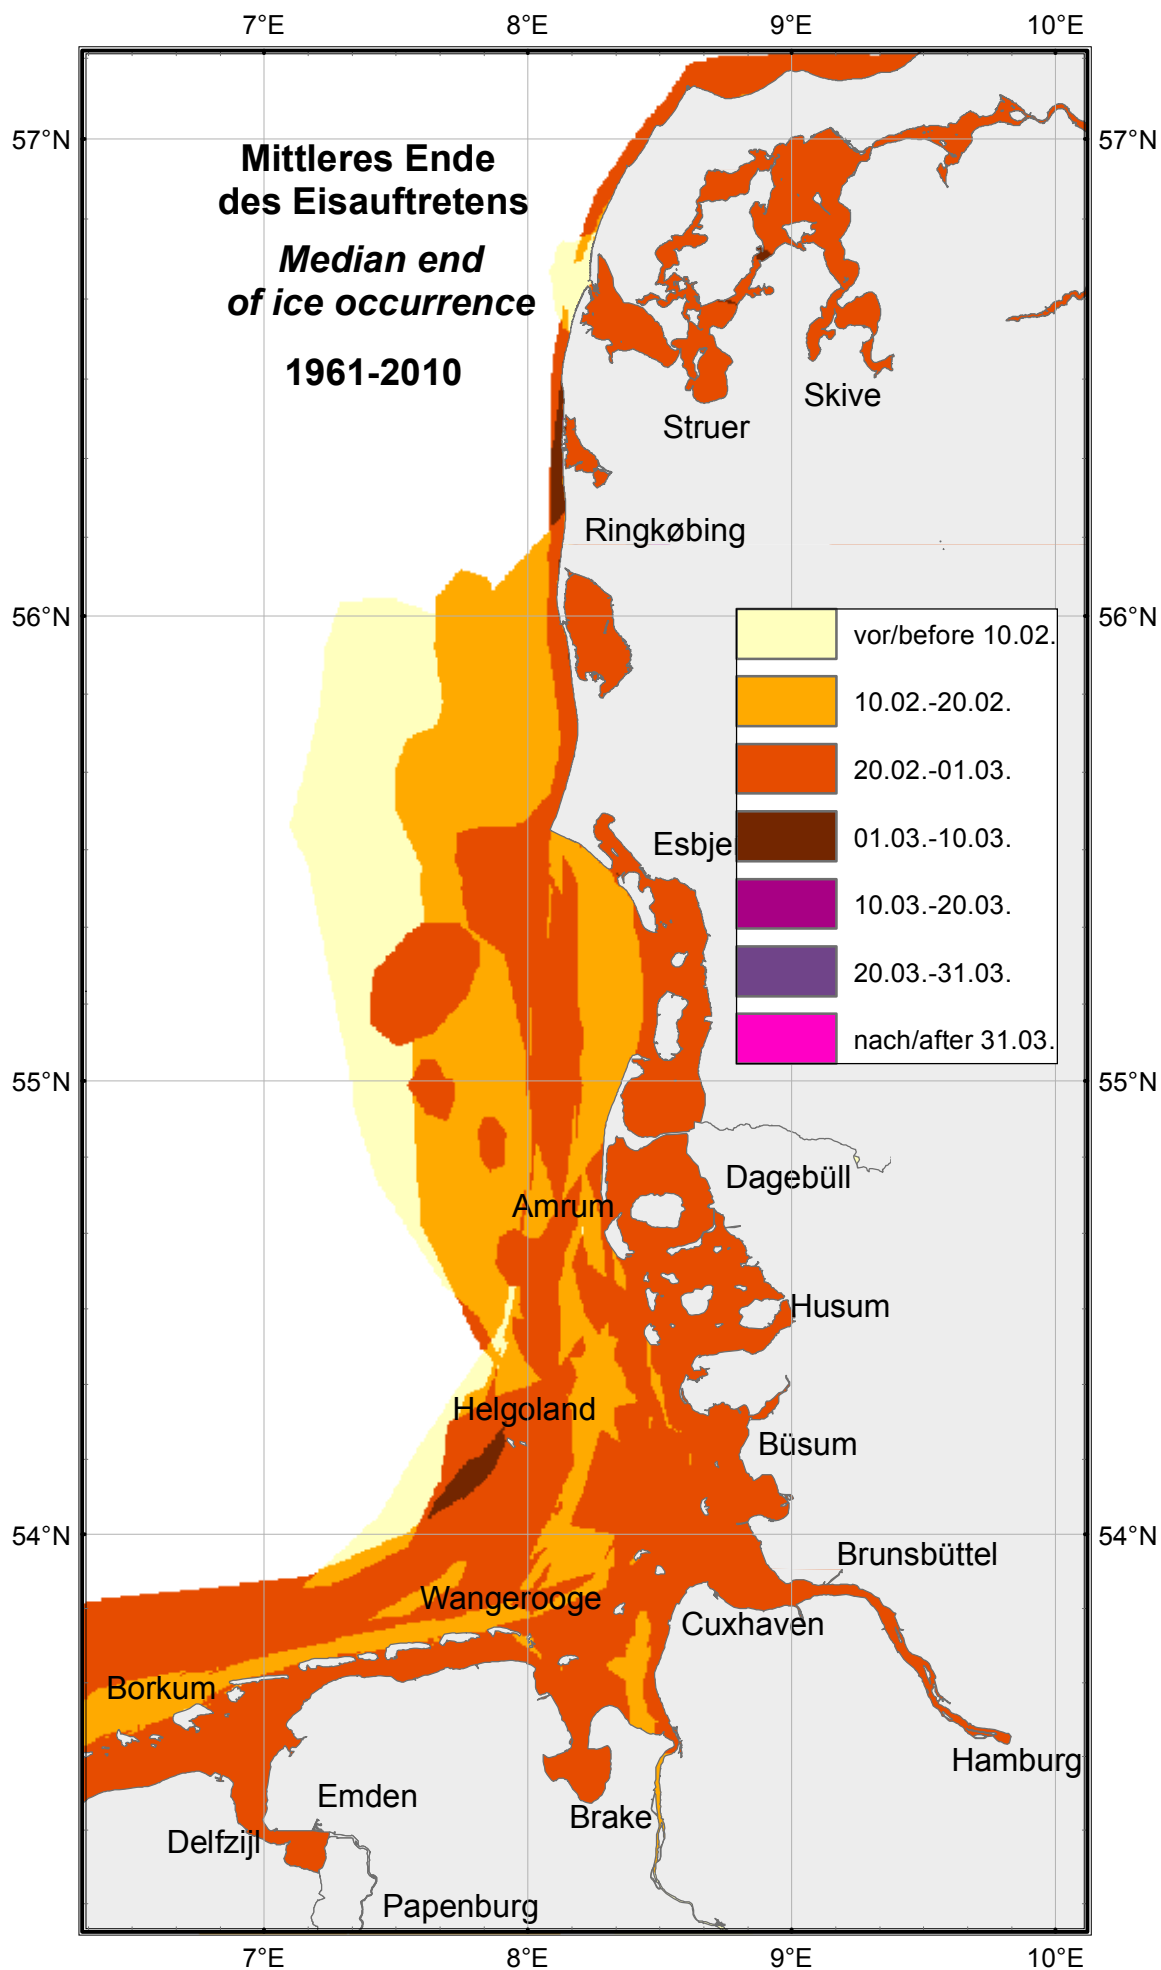 7°E 8°E 9°E 10°E
57°N 57°N
Mittleres Ende
des Eisauftretens
Median end
of ice occurrence
1961-2010
Skive
Struer
Ringkøbing
56°N 56°N
vor/before 10.02.
10.02.-20.02.
20.02.-01.03.
01.03.-10.03.
10.03.-20.03.
20.03.-31.03.
nach/after 31.03.
Esbje
55°N 55°N
Dagebüll
Amrum
Husum
Helgoland
Büsum
54°N 54°N
Brunsbüttel
Wangerooge
Cuxhaven
Borkum
Hamburg
Emden
Brake
Delfzijl
Papenburg
7°E 8°E 9°E 10°E